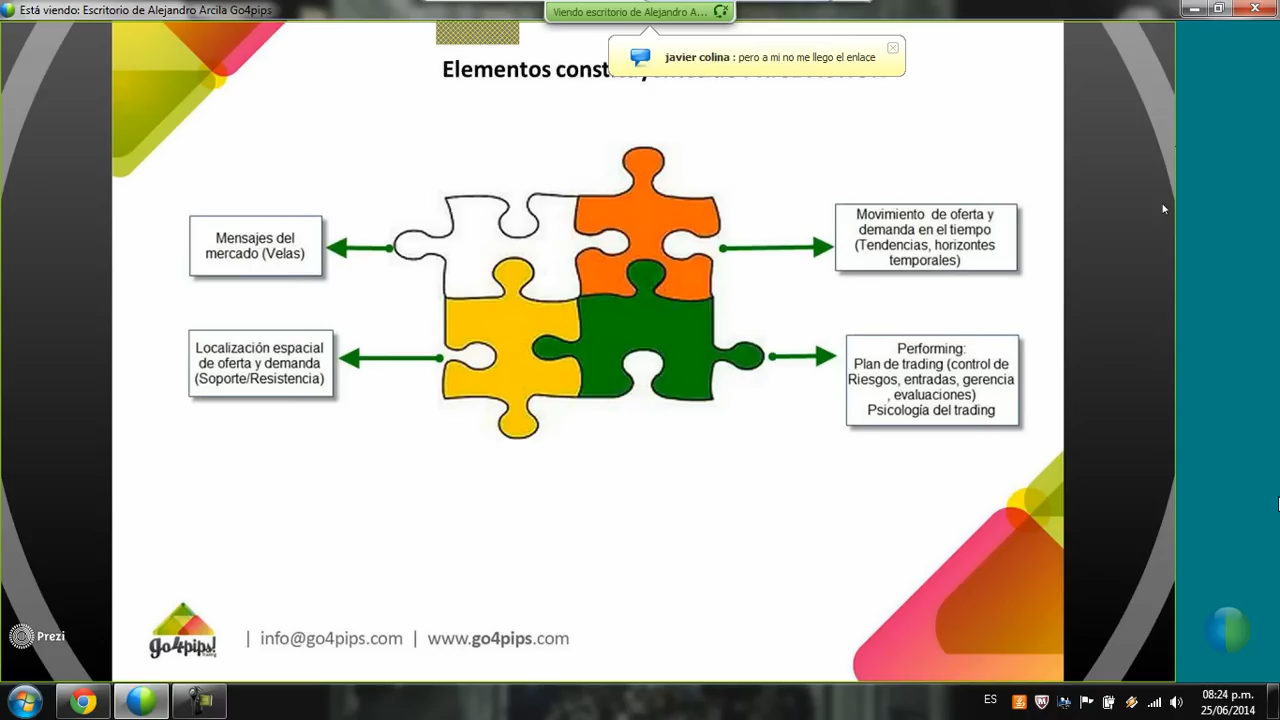 Está viendo: Escritorio de Alejandro Arcila Go4pips
Viendo escritorio de Alejandro A...
javier colina : pero a mi no me llego el enlace
Elementos
Mensajes del
mercado (Velas)
Movimiento de oferta y
demanda en el tiempo
(Tendencias, horizontes
temporales)
Localización espacial
de oferta y demanda
(Soporte/Resistencia)
Performing:
Plan de trading (control de
Riesgos, entradas, gerencia
, evaluaciones)
Psicología del trading
go4pips!
Trading
| info@go4pips.com | www.go4pips.com
Prezi
ES
08:24 p.m.
25/06/2014